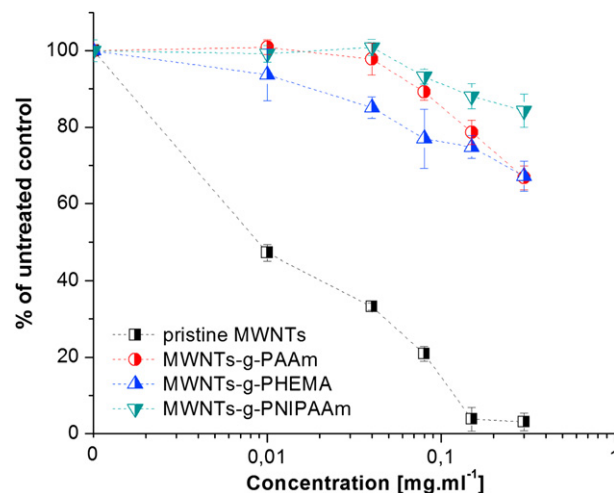 % of untreated control
100
80
60
40
20
0
pristine MWNTs
MWNTs-g-PAAm
MWNTs-g-PHEMA
MWNTs-g-PNIPAAm
0
0,01
0,1
1
Concentration [mg.ml⁻¹]